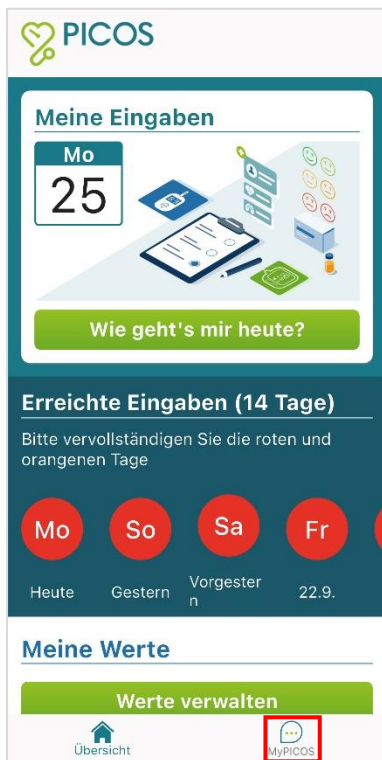 PICOS
Meine Eingaben
Mo
25
Wie geht's mir heute?
Erreichte Eingaben (14 Tage)
Bitte vervollständigen Sie die roten und
orangenen Tage
Mo So Sa Fr
Heute Gestern Vorgester
n
22.9.
Meine Werte
Werte verwalten
Übersicht MyPICOS